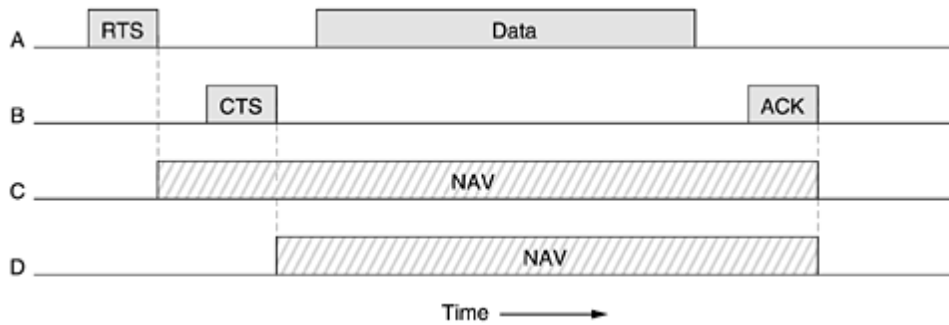 A RTS Data
B CTS ACK
C NAV
D NAV
Time